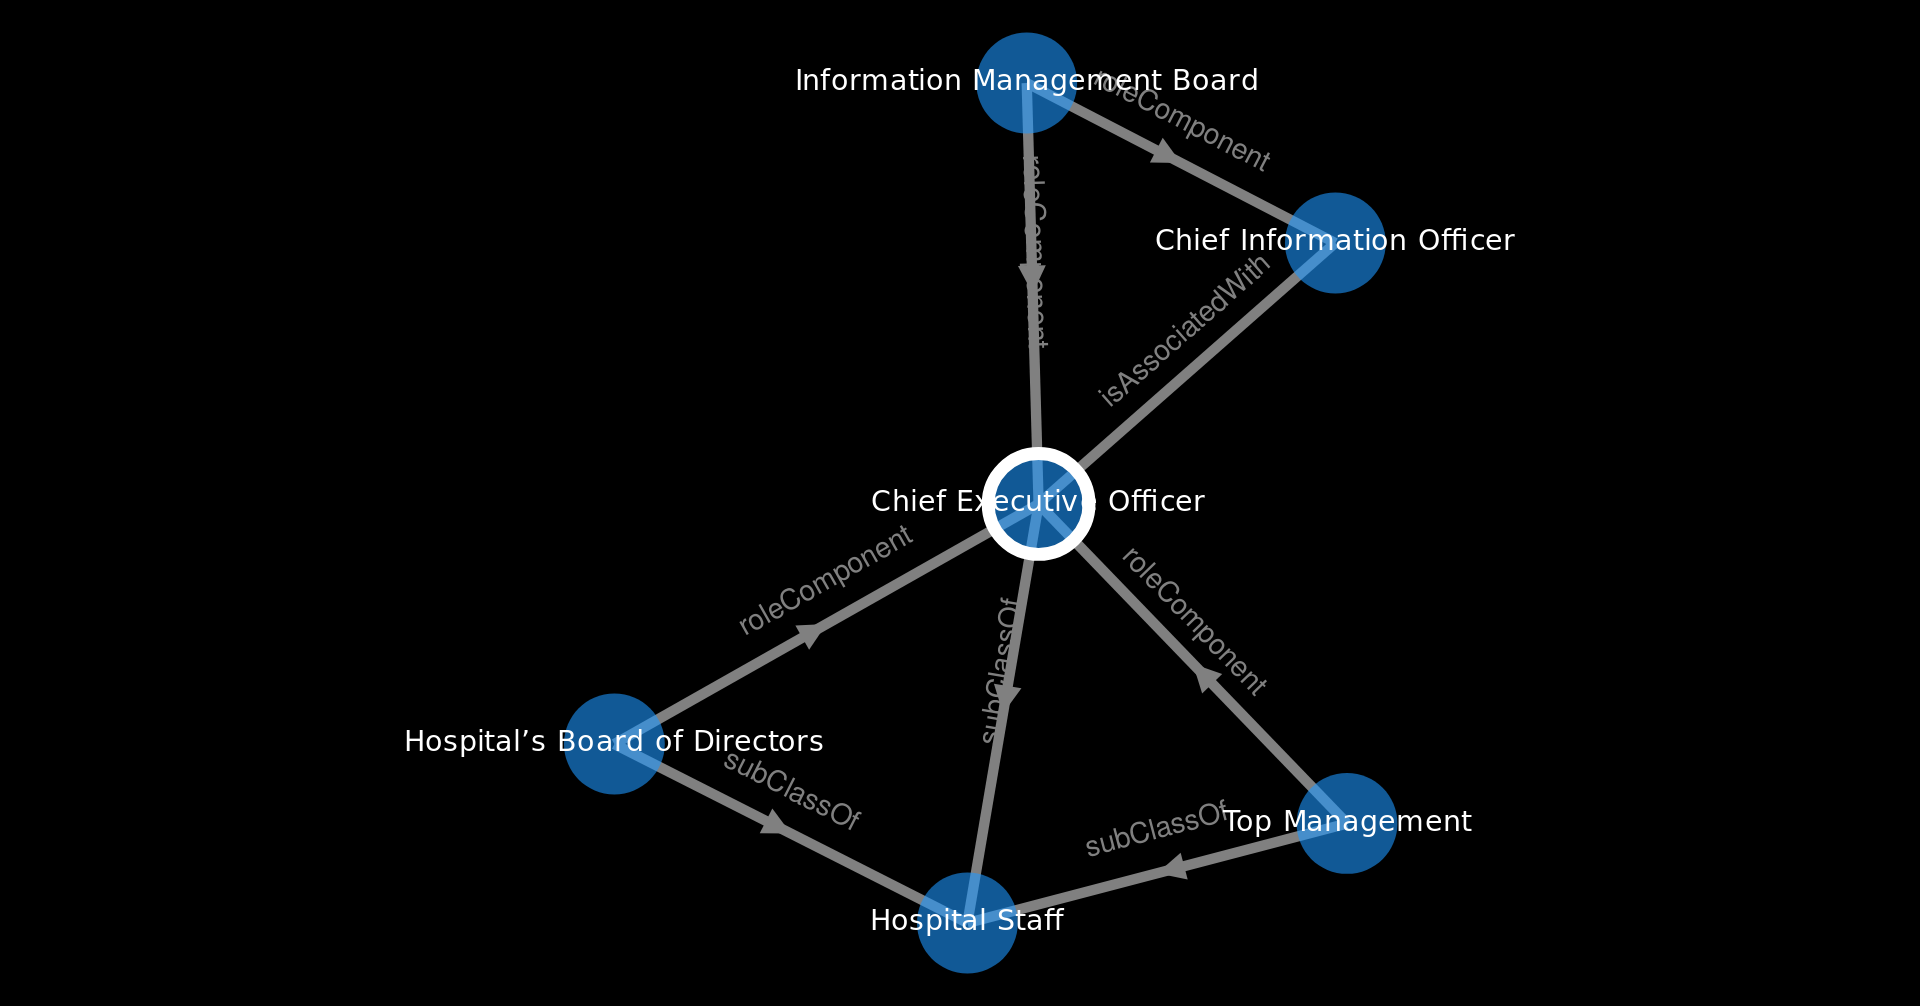 Information Management Board
roleComponent
roleComponent
Chief Information Officer
isAssociatedWith
Chief Executive Officer
roleComponent
roleComponent
subClassOf
Hospital’s Board of Directors
subClassOf
subClassOf
Top Management
Hospital Staff